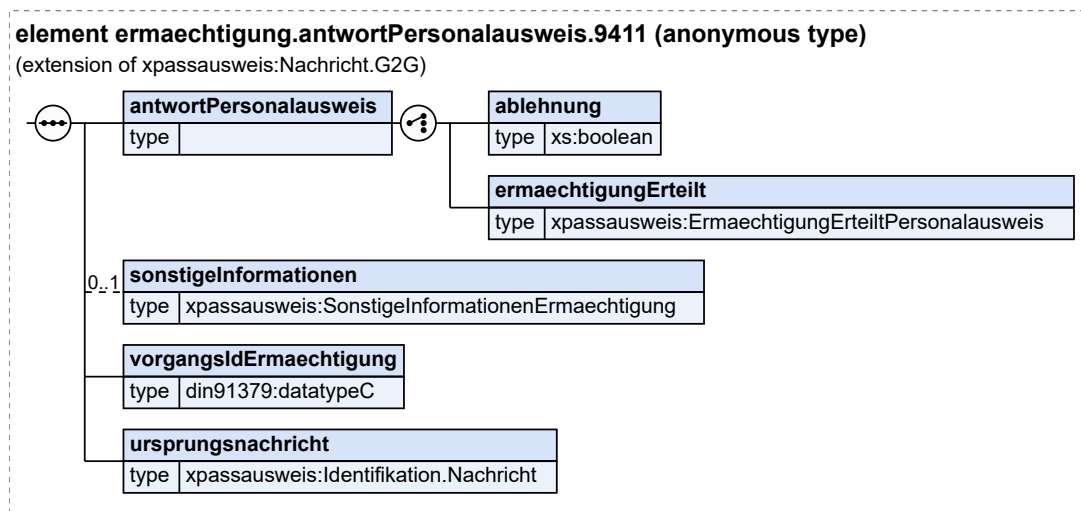 element ermaechtigung.antwortPersonalausweis.9411 (anonymous type)
(extension of xpassausweis:Nachricht.G2G)
antwortPersonalausweis
type
ablehnung
type xs:boolean
ermaechtigungErteilt
type xpassausweis:ErmaechtigungErteiltPersonalausweis
0..1
sonstigeInformationen
type xpassausweis:SonstigeInformationenErmaechtigung
vorgangsIdErmaechtigung
type din91379:datatypeC
ursprungsnachricht
type xpassausweis:Identifikation.Nachricht